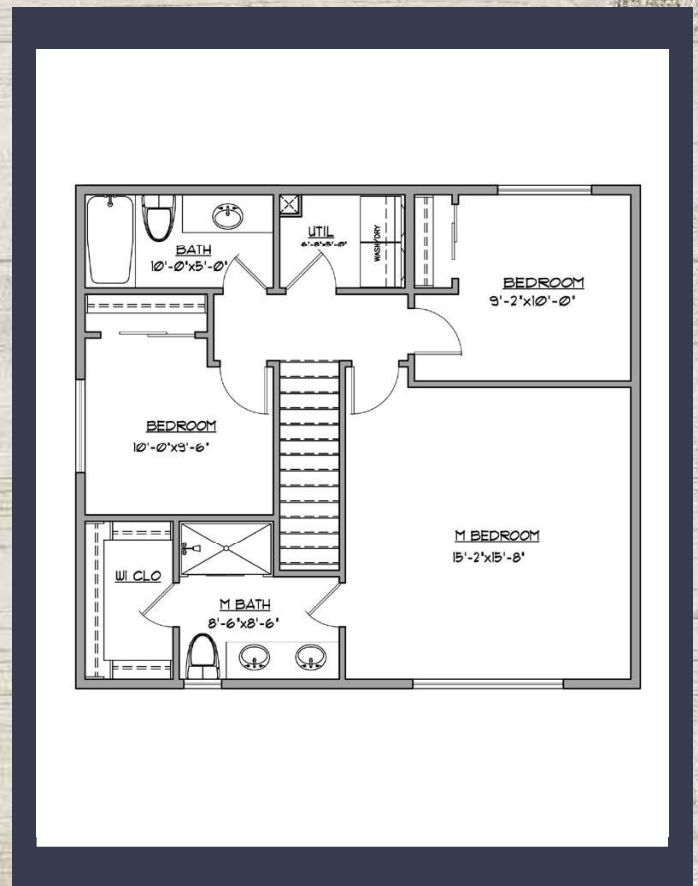 BATH
10'-0"x5'-0"
UTIL
WASH/DRY
BEDROOM
9'-2"x10'-0"
BEDROOM
10'-0"x9'-6"
M BEDROOM
15'-2"x15'-8"
WI CLO
M BATH
8'-6"x8'-6"